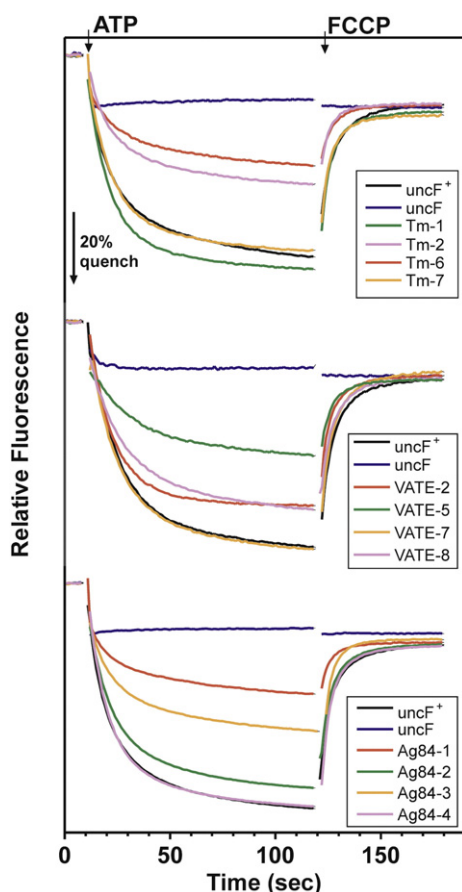 ATP FCCP
uncF+
uncF
Tm-1
Tm-2
Tm-6
Tm-7
20%
quench
Relative Fluorescence
uncF+
uncF
VATE-2
VATE-5
VATE-7
VATE-8
uncF+
uncF
Ag84-1
Ag84-2
Ag84-3
Ag84-4
0 50 100 150
Time (sec)